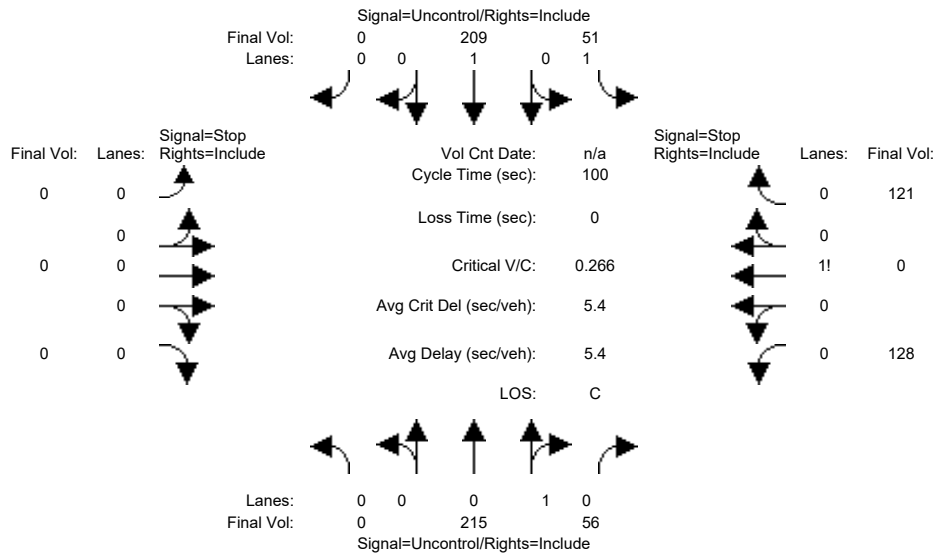 Signal=Uncontrol/Rights=Include
Final Vol: 0 209 51
Lanes: 0 0 1 0 1
Signal=Stop Signal=Stop
Final Vol: Lanes: Rights=Include Vol Cnt Date: n/a Rights=Include Lanes: Final Vol:
Cycle Time (sec): 100
0 0 0 121
Loss Time (sec): 0
0 0
0 0 Critical V/C: 0.266 1! 0
0 Avg Crit Del (sec/veh): 5.4 0
0 0 Avg Delay (sec/veh): 5.4 0 128
LOS: C
Lanes: 0 0 0 1 0
Final Vol: 0 215 56
Signal=Uncontrol/Rights=Include